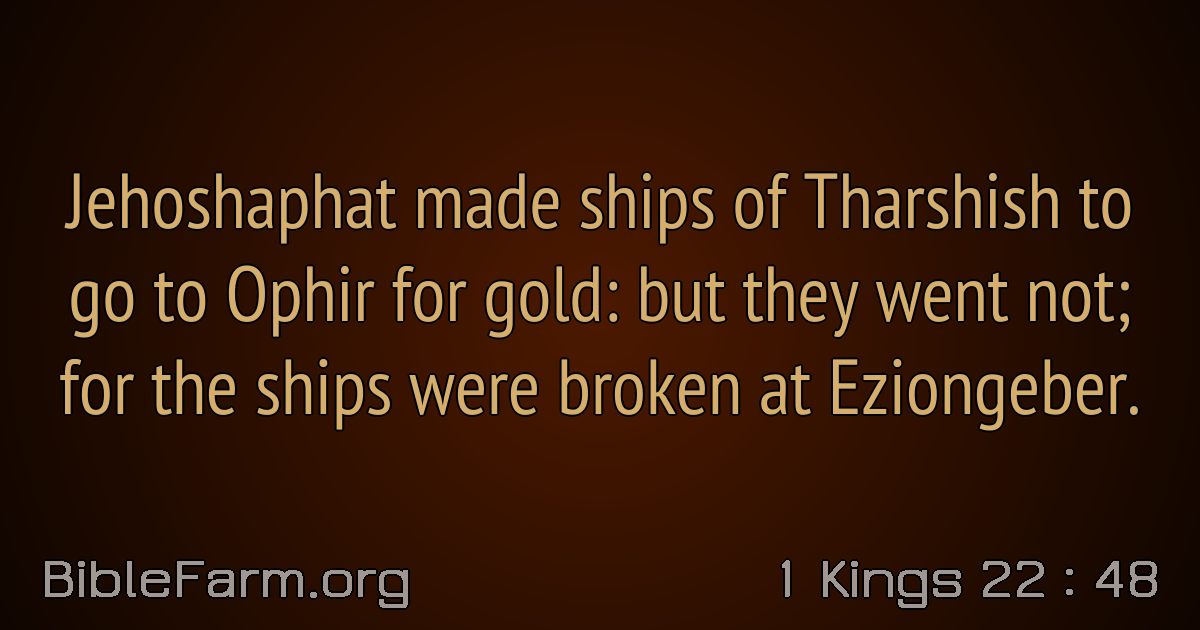 Jehoshaphat made ships of Tharshish to
go to Ophir for gold: but they went not;
for the ships were broken at Eziongeber.
BibleFarm.org
1 Kings 22 : 48